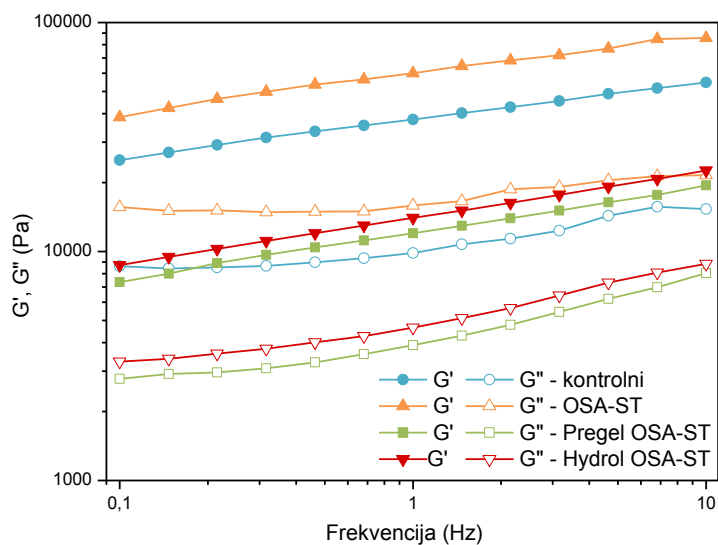 100000
10000
1000
G', G" (Pa)
G' G" - kontrolni
G' G" - OSA-ST
G' G" - Pregel OSA-ST
G' G" - Hydrol OSA-ST
0,1 1 10
Frekvencija (Hz)